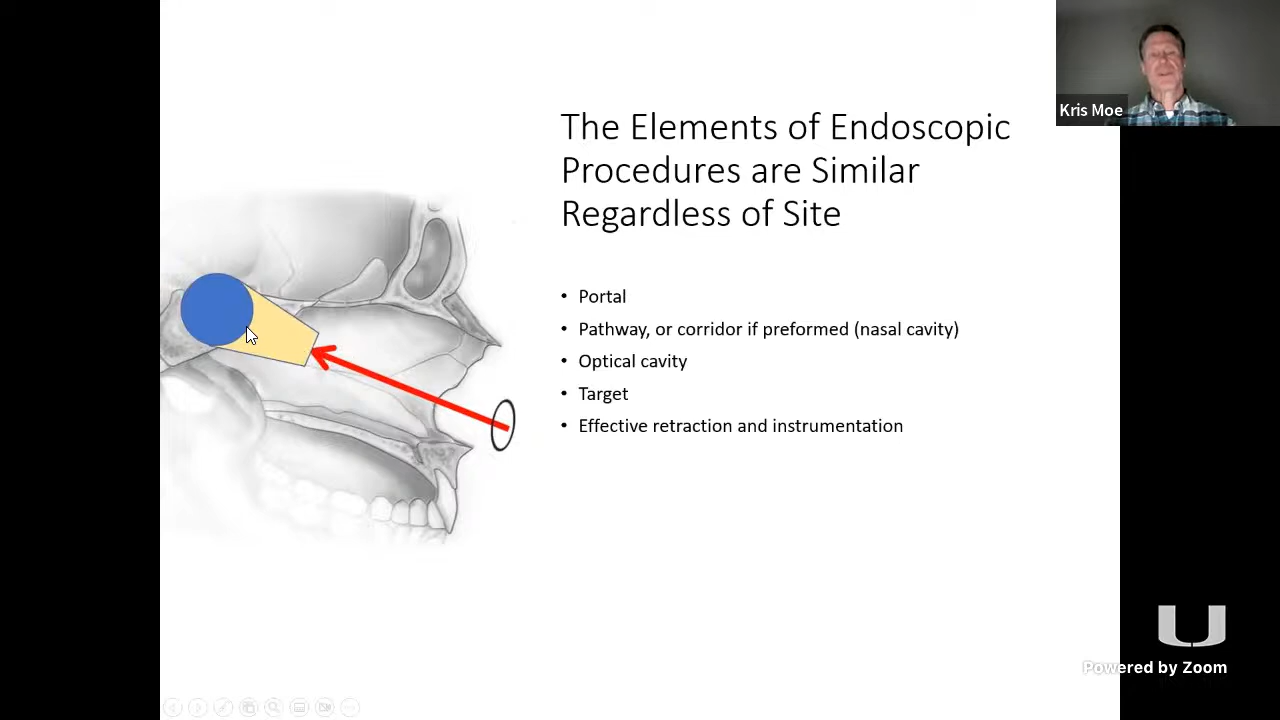 Kris Moe
The Elements of Endoscopic
Procedures are Similar
Regardless of Site
• Portal
• Pathway, or corridor if preformed (nasal cavity)
• Optical cavity
• Target
• Effective retraction and instrumentation
U
Powered by Zoom